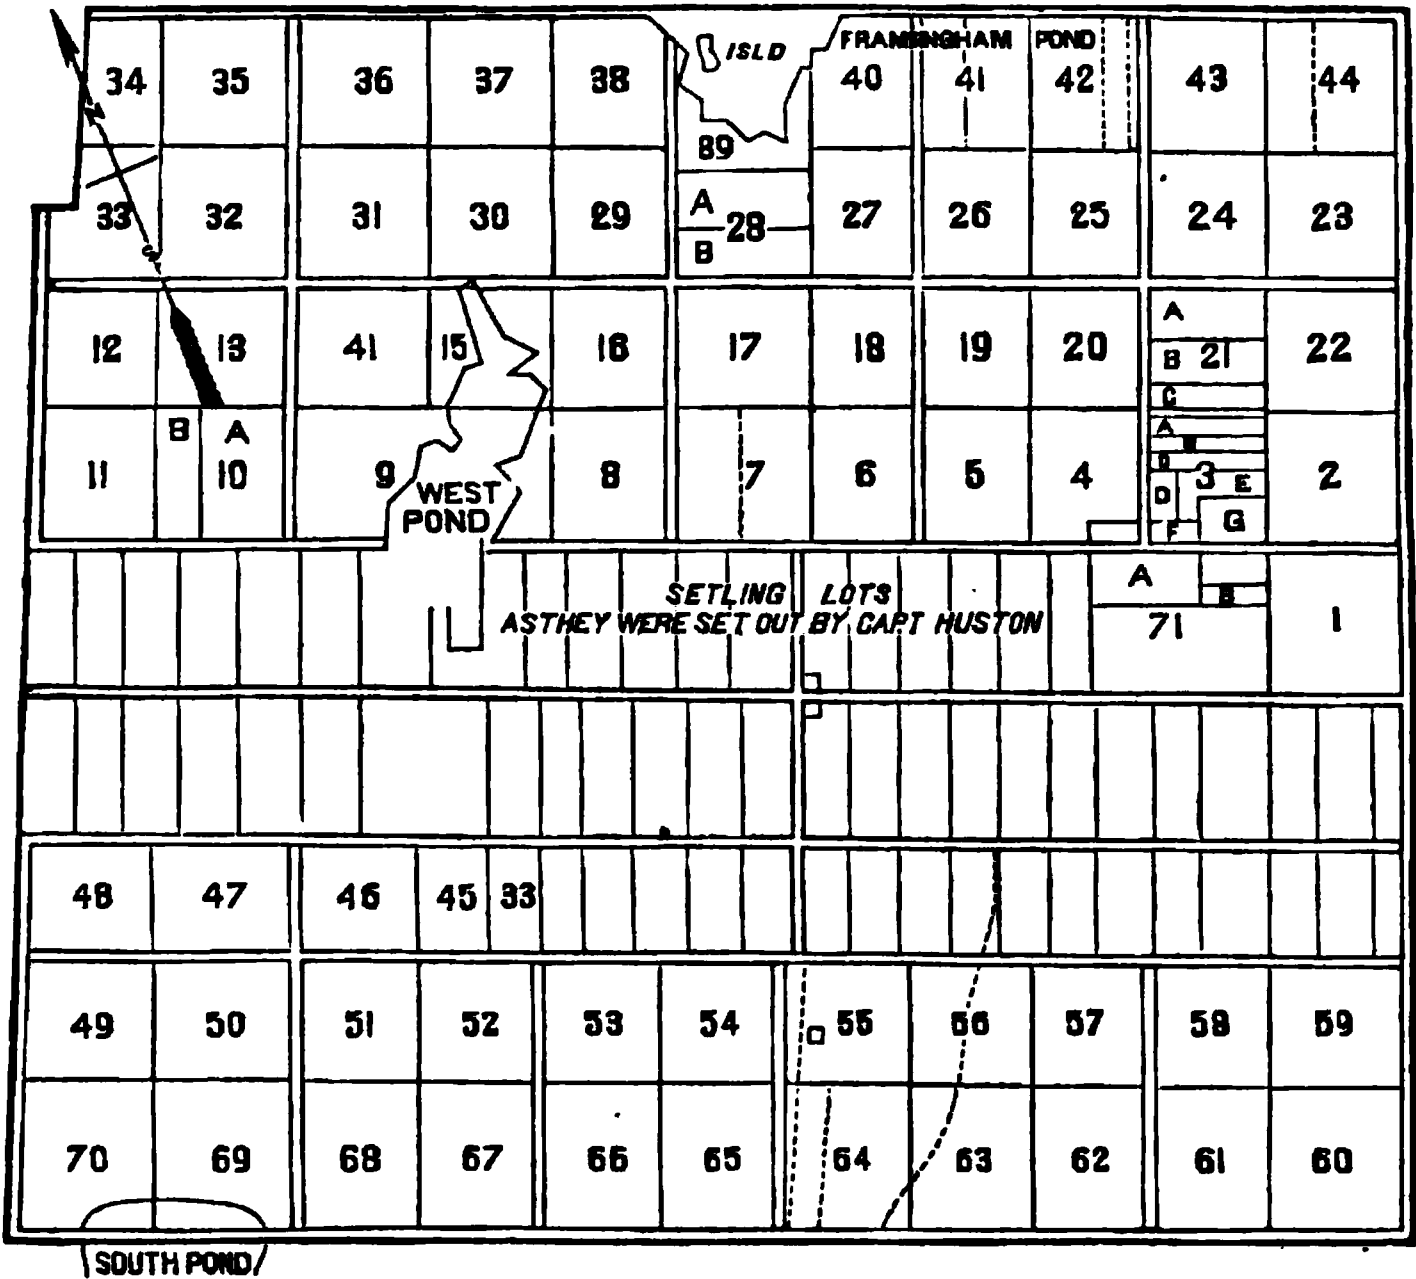 ISLD FRAMINGHAM POND
34 35 36 37 38 40 41 42 43 44
N
89
33 32 31 30 29 A 28 B 27 26 25 24 23
S
12 13 41 15 16 17 18 19 20 A B 21 C 22
B A
11 10 9 8 7 6 5 4 A B D D 3 E F G 2
WEST
POND
SETLING LOTS
ASTHEY WERE SET OUT BY CAPT HUSTON
A B
71 1
48 47 46 45 33
49 50 51 52 53 54 55 56 57 58 59
70 69 68 67 66 65 64 63 62 61 60
SOUTH POND